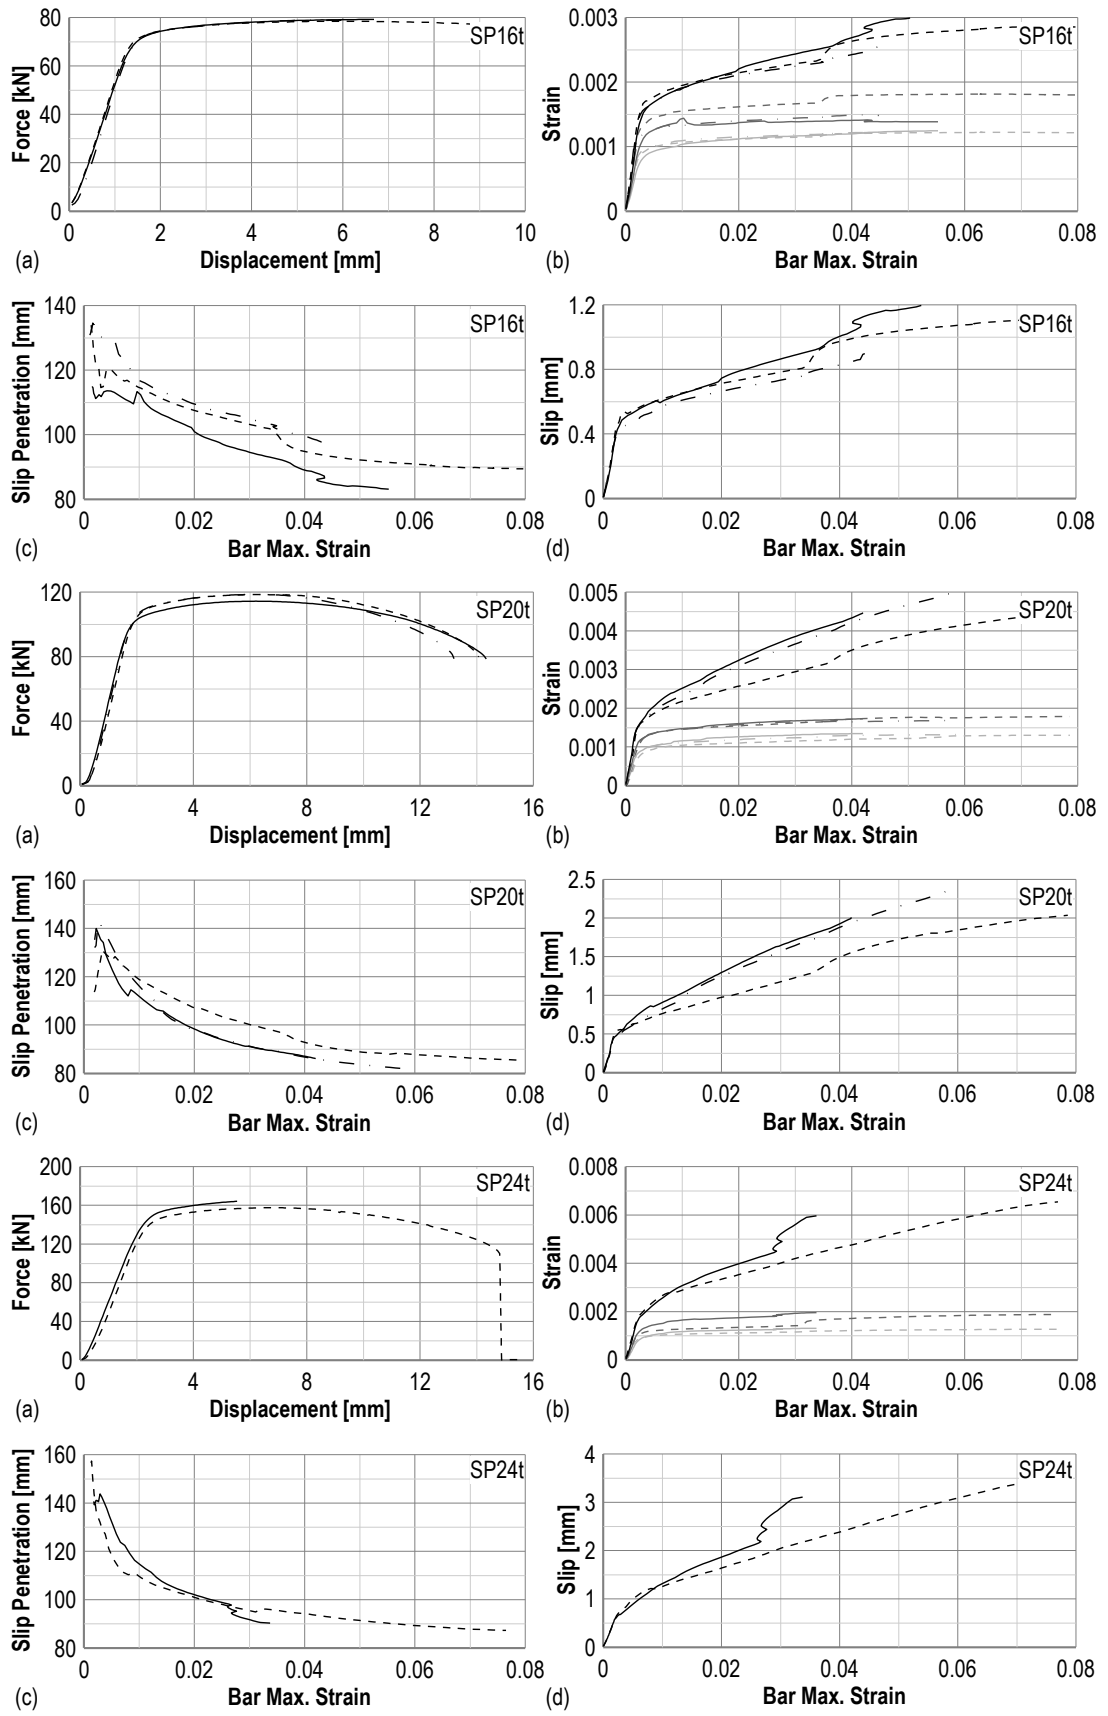 80
60
40
20
0
Force [kN]
SP16t
0 2 4 6 8 10
(a) Displacement [mm]
0.003
0.002
0.001
0
Strain
SP16t
0 0.02 0.04 0.06 0.08
(b) Bar Max. Strain
140
120
100
80
Slip Penetration [mm]
SP16t
0 0.02 0.04 0.06 0.08
(c) Bar Max. Strain
1.2
0.8
0.4
0
Slip [mm]
SP16t
0 0.02 0.04 0.06 0.08
(d) Bar Max. Strain
120
80
40
0
Force [kN]
SP20t
0 4 8 12 16
(a) Displacement [mm]
0.005
0.004
0.003
0.002
0.001
0
Strain
SP20t
0 0.02 0.04 0.06 0.08
(b) Bar Max. Strain
160
140
120
100
80
Slip Penetration [mm]
SP20t
0 0.02 0.04 0.06 0.08
(c) Bar Max. Strain
2.5
2
1.5
1
0.5
0
Slip [mm]
SP20t
0 0.02 0.04 0.06 0.08
(d) Bar Max. Strain
200
160
120
80
40
0
Force [kN]
SP24t
0 4 8 12 16
(a) Displacement [mm]
0.008
0.006
0.004
0.002
0
Strain
SP24t
0 0.02 0.04 0.06 0.08
(b) Bar Max. Strain
160
140
120
100
80
Slip Penetration [mm]
SP24t
0 0.02 0.04 0.06 0.08
(c) Bar Max. Strain
4
3
2
1
0
Slip [mm]
SP24t
0 0.02 0.04 0.06 0.08
(d) Bar Max. Strain